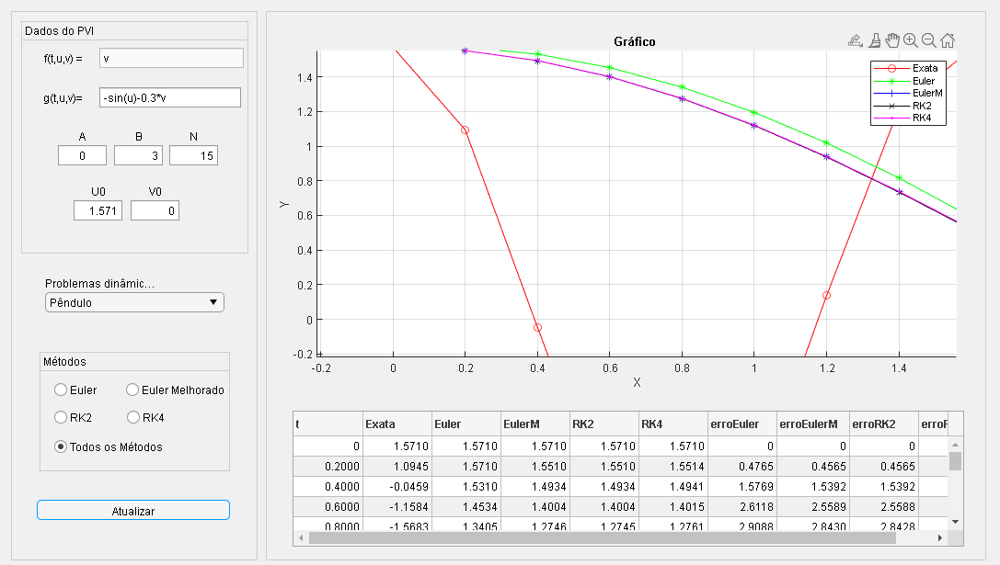 Dados do PVI
f(t,u,v) = v
g(t,u,v)= -sin(u)-0.3*v
A B N
0 3 15
U0 V0
1.571 0
Problemas dinâmic...
Pêndulo
Métodos
Euler Euler Melhorado
RK2 RK4
Todos os Métodos
Atualizar
Gráfico
Exata
Euler
EulerM
RK2
RK4
1.4
1.2
1
0.8
0.6
0.4
0.2
0
-0.2
Y
-0.2 0 0.2 0.4 0.6 0.8 1 1.2 1.4
X
t Exata Euler EulerM RK2 RK4 erroEuler erroEulerM erroRK2
0 1.5710 1.5710 1.5710 1.5710 1.5710 0 0 0
0.2000 1.0945 1.5710 1.5510 1.5510 1.5514 0.4765 0.4565 0.4565
0.4000 -0.0459 1.5310 1.4934 1.4934 1.4941 1.5769 1.5392 1.5392
0.6000 -1.1584 1.4534 1.4004 1.4004 1.4015 2.6118 2.5589 2.5588
0.8000 -1.5683 1.3405 1.2746 1.2745 1.2761 2.9088 2.8430 2.8428